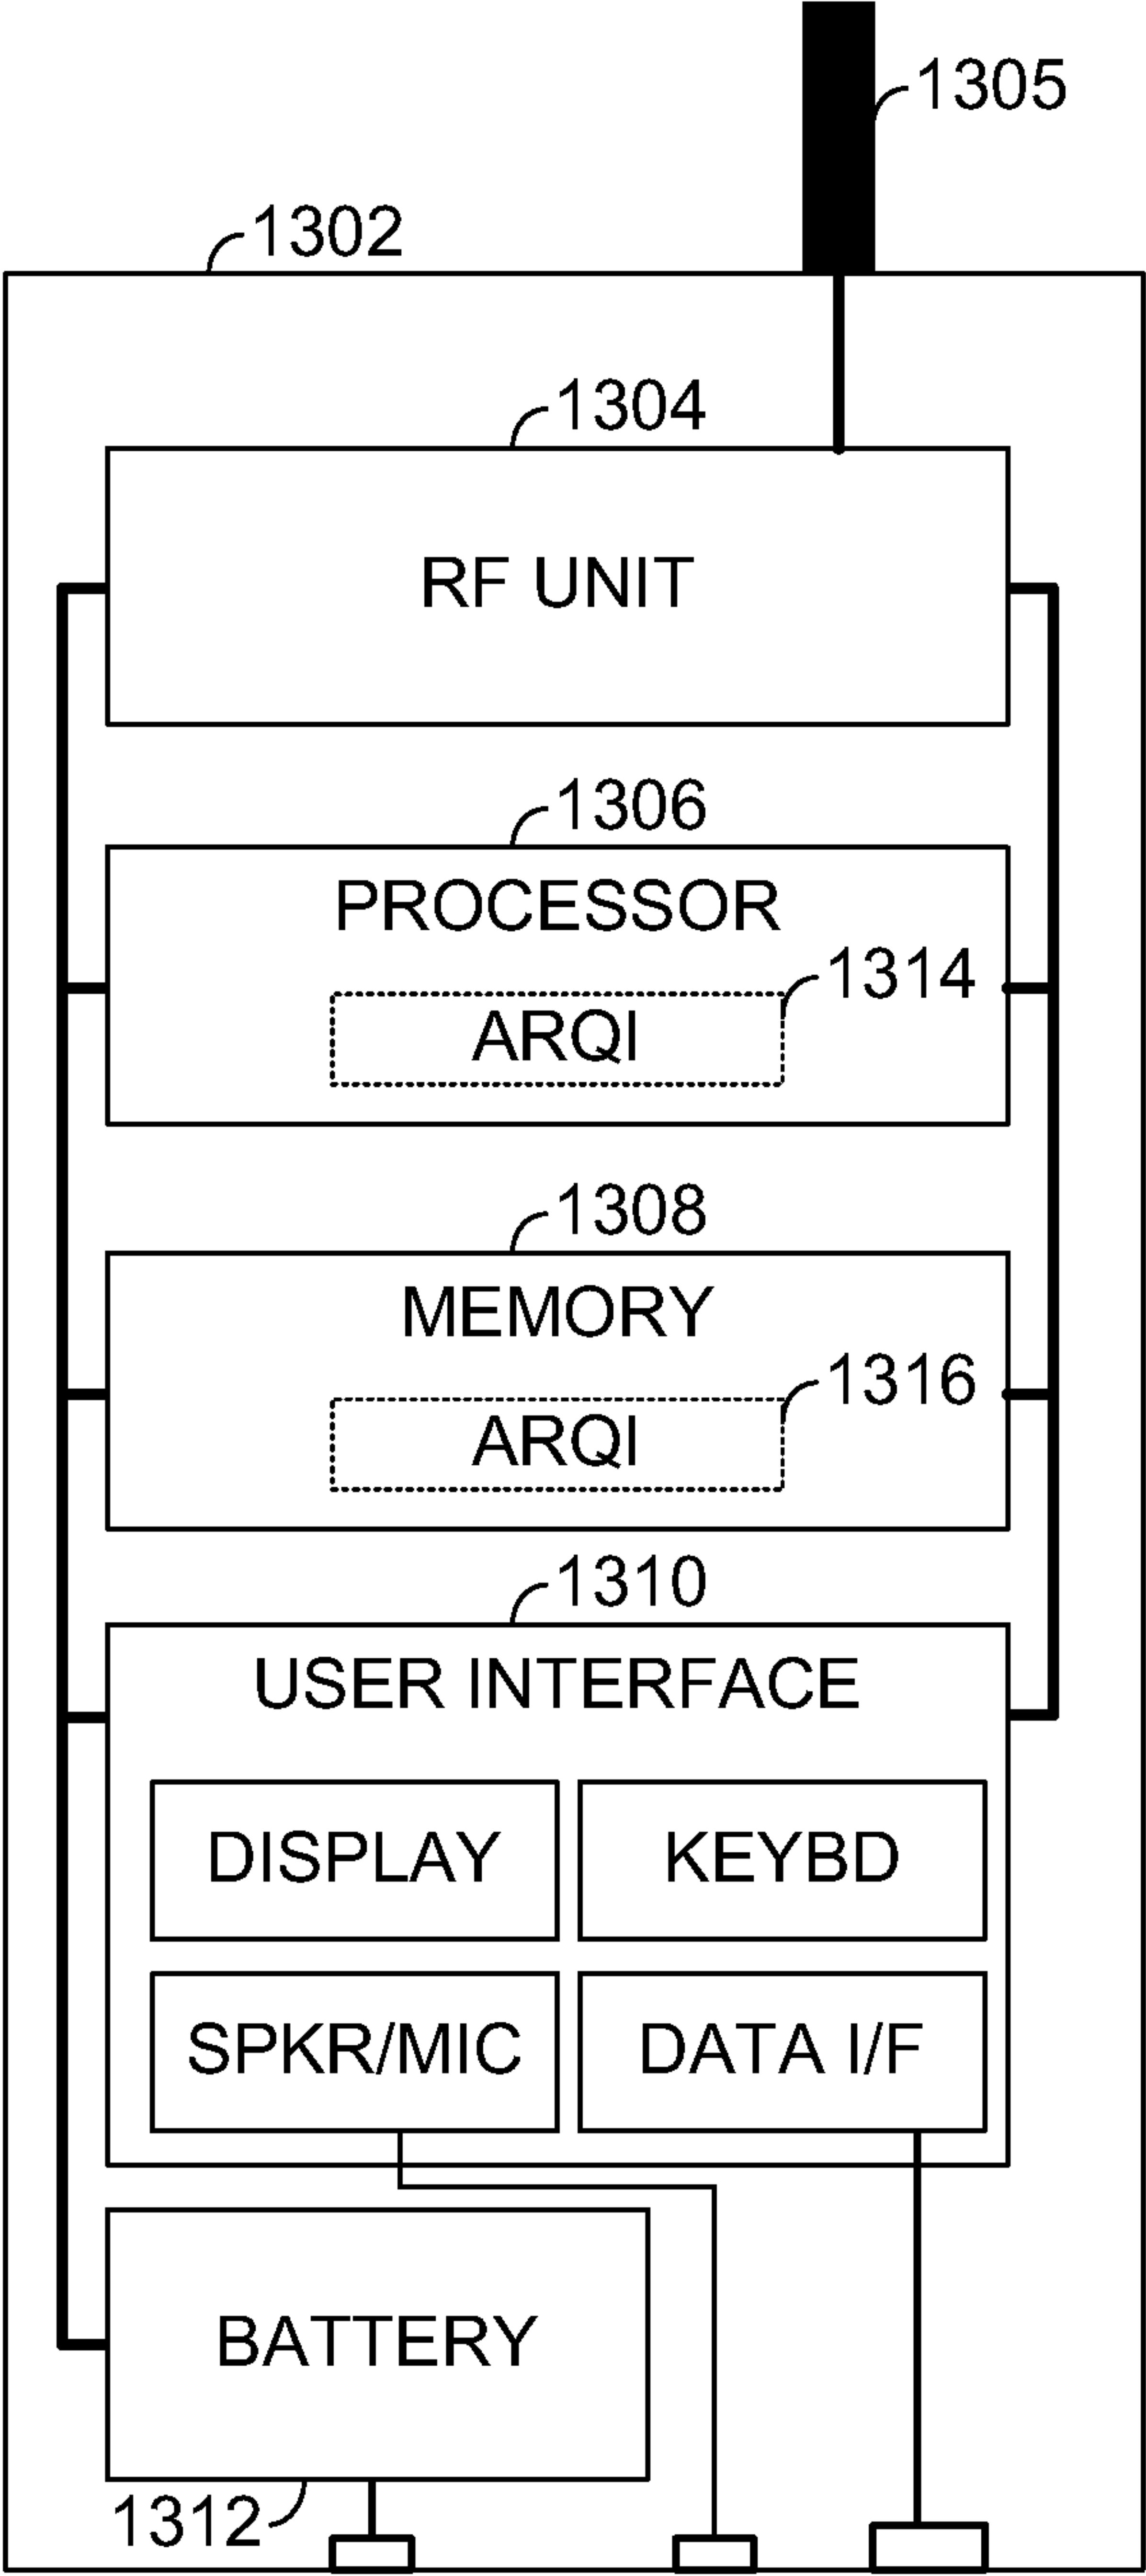 1305
1302
1304
RF UNIT
1306
PROCESSOR
1314
ARQI
1308
MEMORY
1316
ARQI
1310
USER INTERFACE
DISPLAY KEYBD
SPKR/MIC DATA I/F
BATTERY
1312